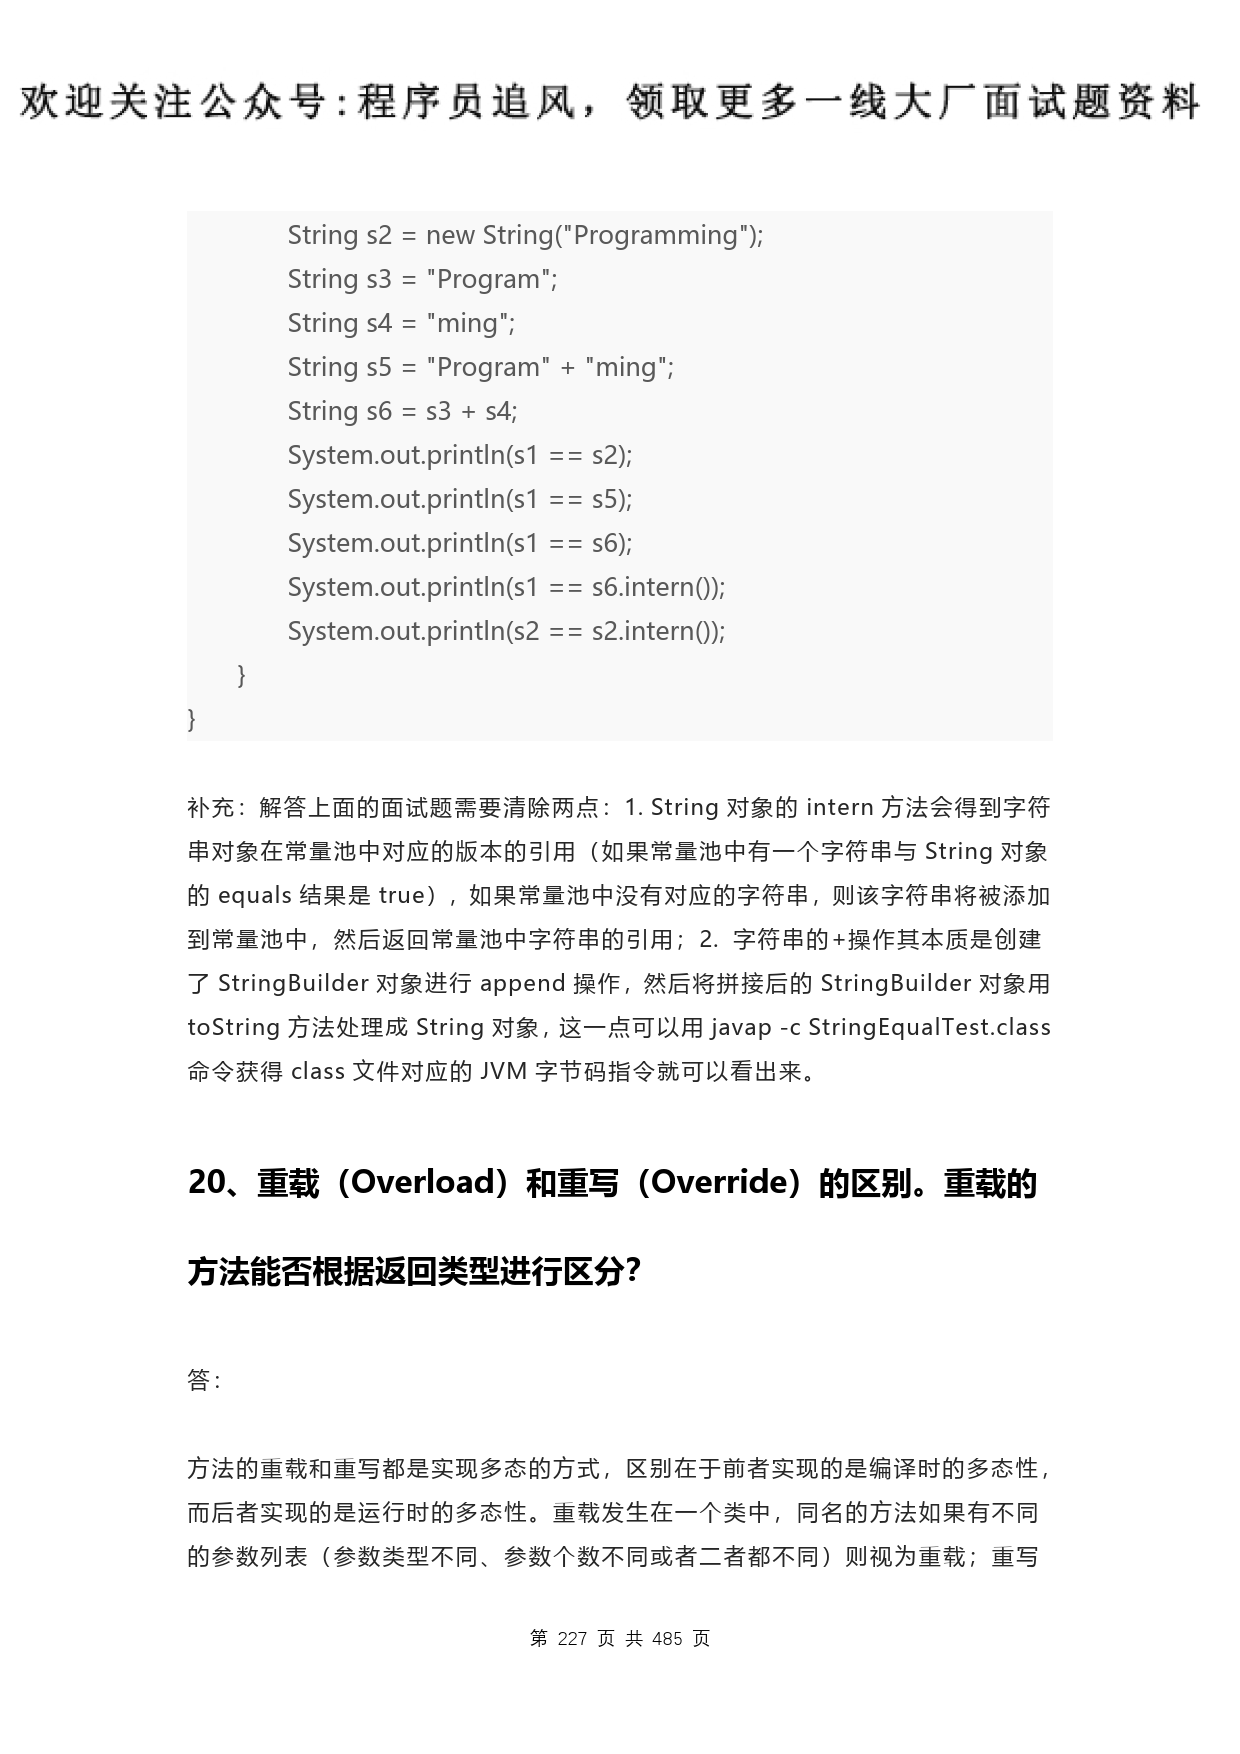 欢迎关注公众号:程序员追风，领取更多一线大厂面试题资料
String s2 = new String("Programming");
String s3 = "Program";
String s4 = "ming";
String s5 = "Program" + "ming";
String s6 = s3 + s4;
System.out.println(s1 == s2);
System.out.println(s1 == s5);
System.out.println(s1 == s6);
System.out.println(s1 == s6.intern());
System.out.println(s2 == s2.intern());
}
}
补充：解答上面的面试题需要清除两点：1. String 对象的 intern 方法会得到字符
串对象在常量池中对应的版本的引用（如果常量池中有一个字符串与 String 对象
的 equals 结果是 true），如果常量池中没有对应的字符串，则该字符串将被添加
到常量池中，然后返回常量池中字符串的引用；2. 字符串的+操作其本质是创建
了 StringBuilder 对象进行 append 操作，然后将拼接后的 StringBuilder 对象用
toString 方法处理成 String 对象，这一点可以用 javap -c StringEqualTest.class
命令获得 class 文件对应的 JVM 字节码指令就可以看出来。
20、重载（Overload）和重写（Override）的区别。重载的
方法能否根据返回类型进行区分？
答：
方法的重载和重写都是实现多态的方式，区别在于前者实现的是编译时的多态性，
而后者实现的是运行时的多态性。重载发生在一个类中，同名的方法如果有不同
的参数列表（参数类型不同、参数个数不同或者二者都不同）则视为重载；重写
第 227 页 共 485 页